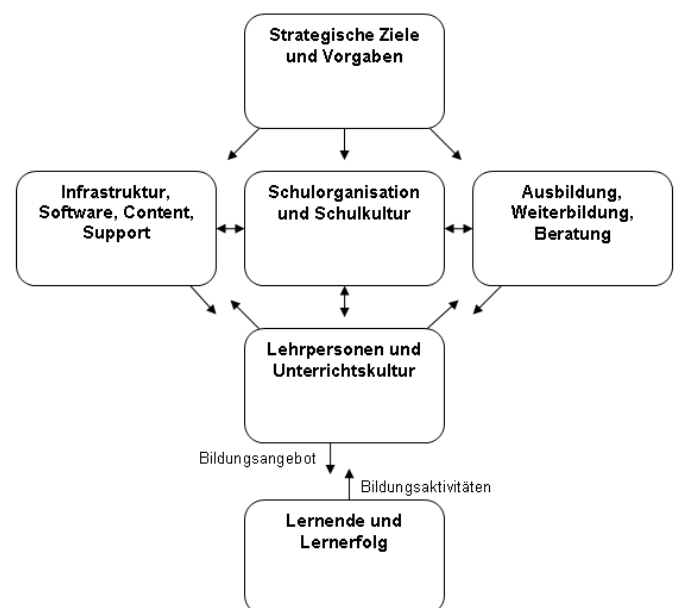 Strategische Ziele
und Vorgaben
Infrastruktur,
Software, Content,
Support
Schulorganisation
und Schulkultur
Ausbildung,
Weiterbildung,
Beratung
Lehrpersonen und
Unterrichtskultur
Bildungsangebot
Bildungsaktivitäten
Lernende und
Lernerfolg